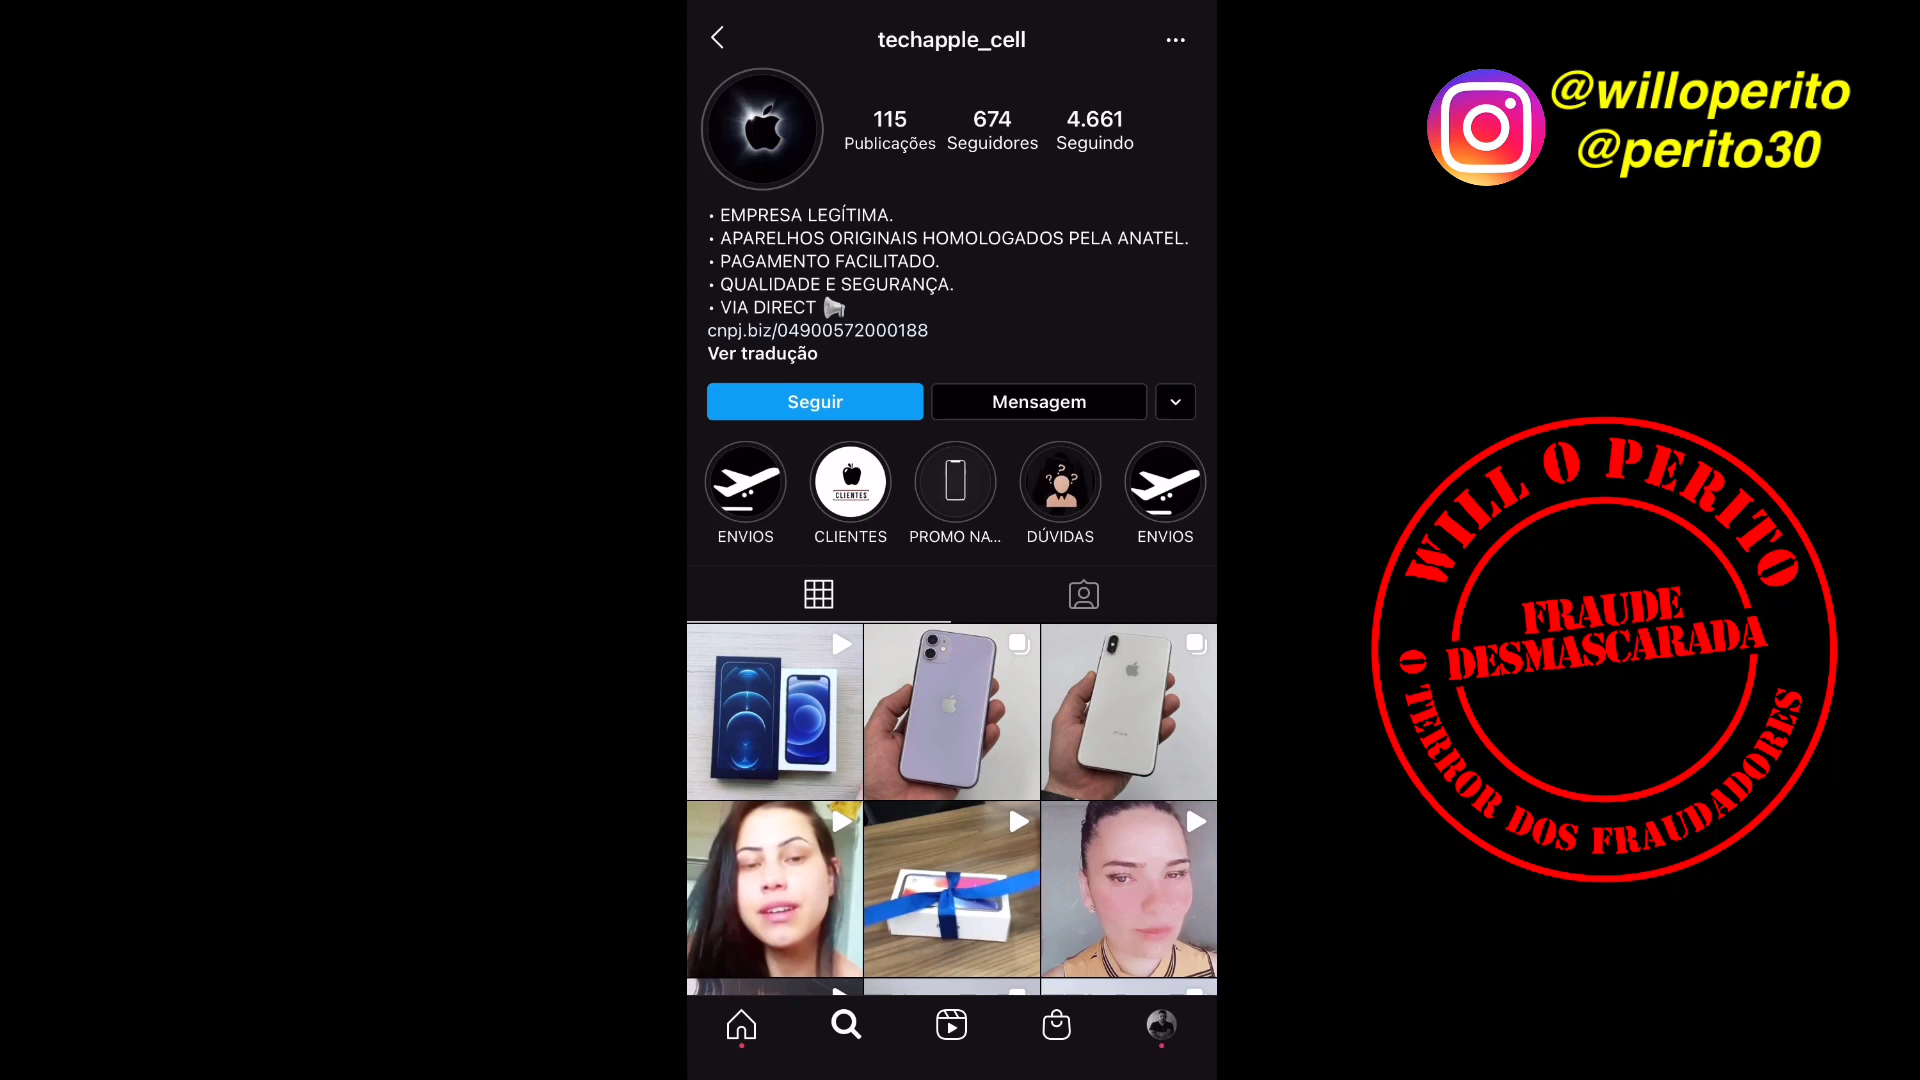 techapple_cell
115
Publicações
674
Seguidores
4.661
Seguindo
• EMPRESA LEGÍTIMA.
• APARELHOS ORIGINAIS HOMOLOGADOS PELA ANATEL.
• PAGAMENTO FACILITADO.
• QUALIDADE E SEGURANÇA.
• VIA DIRECT
cnpj.biz/04900572000188
Ver tradução
Seguir
Mensagem
CLIENTES
ENVIOS
CLIENTES
PROMO NA...
DÚVIDAS
ENVIOS
@willoperito
@perito30
WILL O PERITO
FRAUDE
DESMASCARADA
O TERROR DOS FRAUDADORES